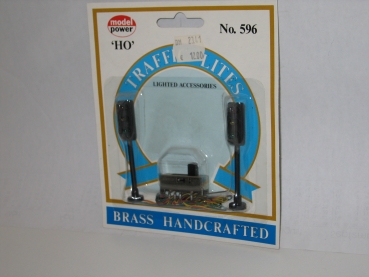 model
power
No. 596
'HO'
TRAFFIC LITES
LIGHTED ACCESSORIES
BRASS HANDCRAFTED